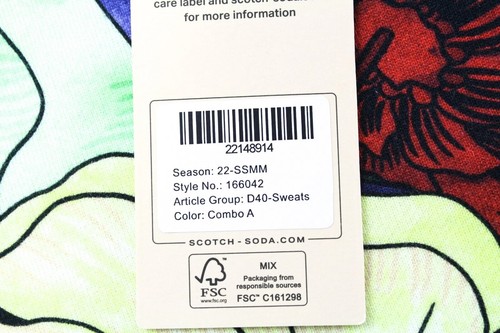 care label and scotch-soda.
for more information
22148914
Season: 22-SSMM
Style No.: 166042
Article Group: D40-Sweats
Color: Combo A
SCOTCH - SODA.COM
FSC
www.fsc.org
MIX
Packaging from
responsible sources
FSC™ C161298